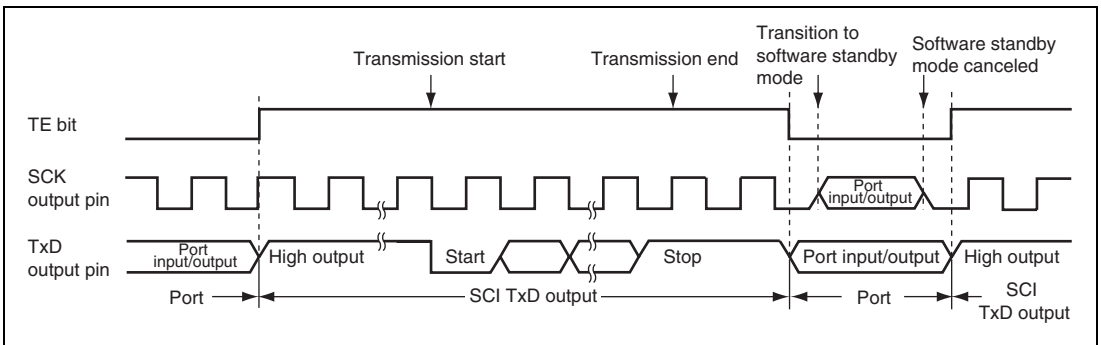 Transmission start
Transmission end
Transition to
software standby
mode
Software standby
mode canceled
TE bit
SCK
output pin
Port
input/output
TxD
output pin
Port
input/output
High output
Start
Stop
Port input/output
High output
Port
SCI TxD output
Port
SCI
TxD output